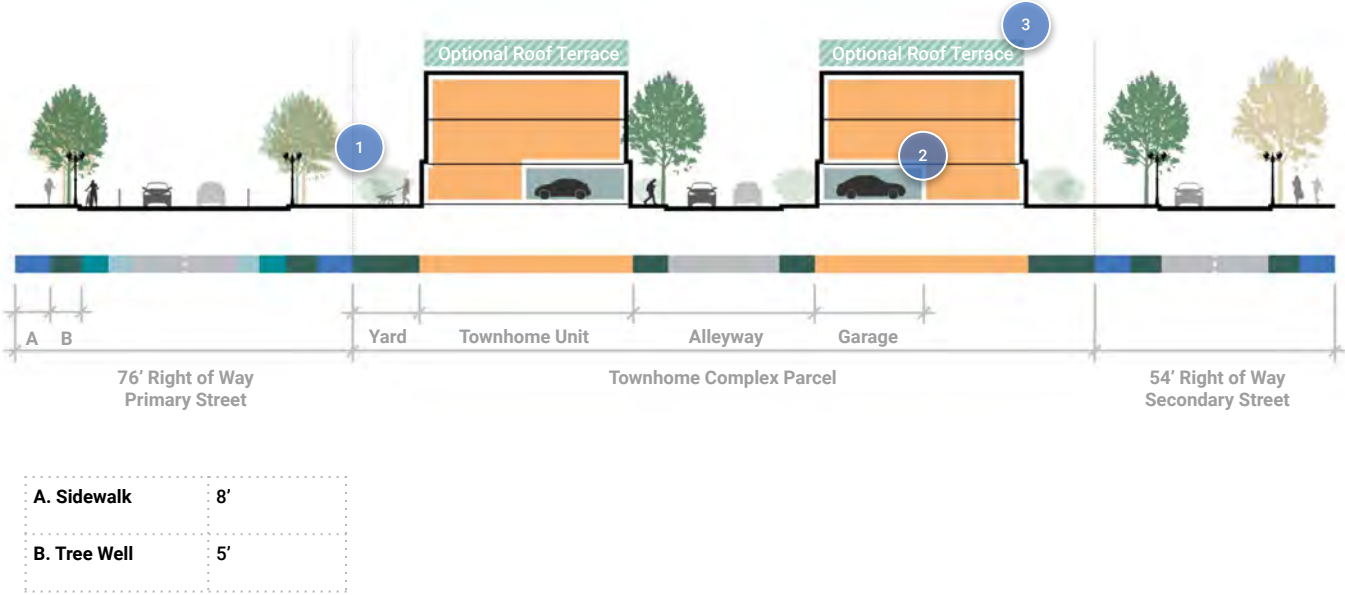 3
Optional Roof Terrace
Optional Roof Terrace
1
2
A
B
Yard
Townhome Unit
Alleyway
Garage
76’ Right of Way
Primary Street
Townhome Complex Parcel
54’ Right of Way
Secondary Street
A. Sidewalk
8’
B. Tree Well
5’